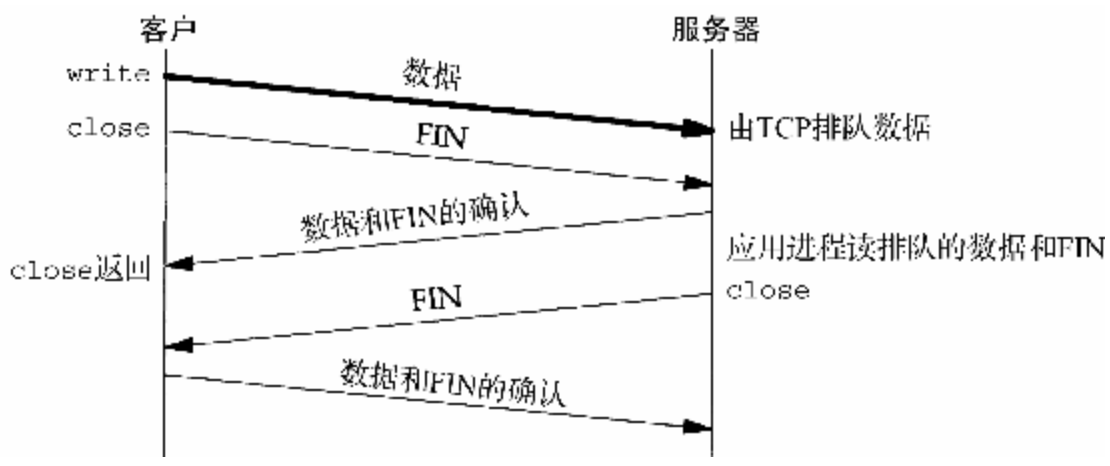 客户
服务器
write
数据
close
FIN
由TCP排队数据
数据和FIN的确认
应用进程读排队的数据和FIN
close返回
close
FIN
数据和FIN的确认